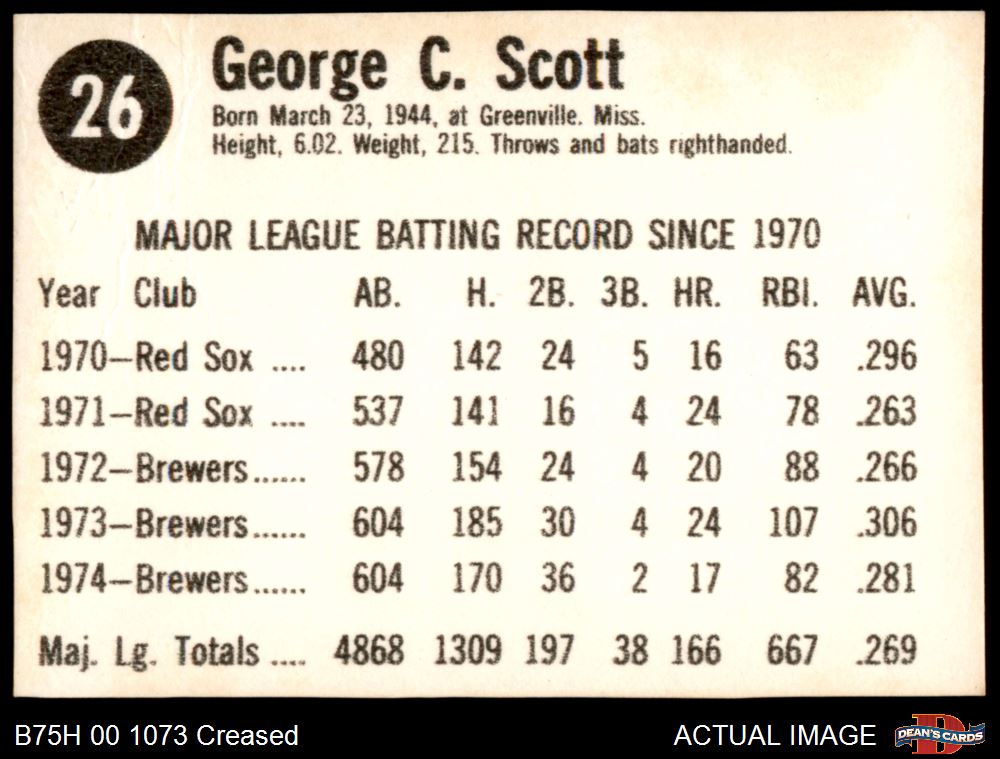 26
George C. Scott
Born March 23, 1944, at Greenville. Miss.
Height, 6.02. Weight, 215. Throws and bats righthanded.
MAJOR LEAGUE BATTING RECORD SINCE 1970
Year Club AB. H. 2B. 3B. HR. RBI. AVG.
1970—Red Sox .... 480 142 24 5 16 63 .296
1971—Red Sox .... 537 141 16 4 24 78 .263
1972—Brewers...... 578 154 24 4 20 88 .266
1973—Brewers...... 604 185 30 4 24 107 .306
1974—Brewers...... 604 170 36 2 17 82 .281
Maj. Lg. Totals .... 4868 1309 197 38 166 667 .269
B75H 00 1073 Creased
ACTUAL IMAGE
D
DEAN'S CARDS